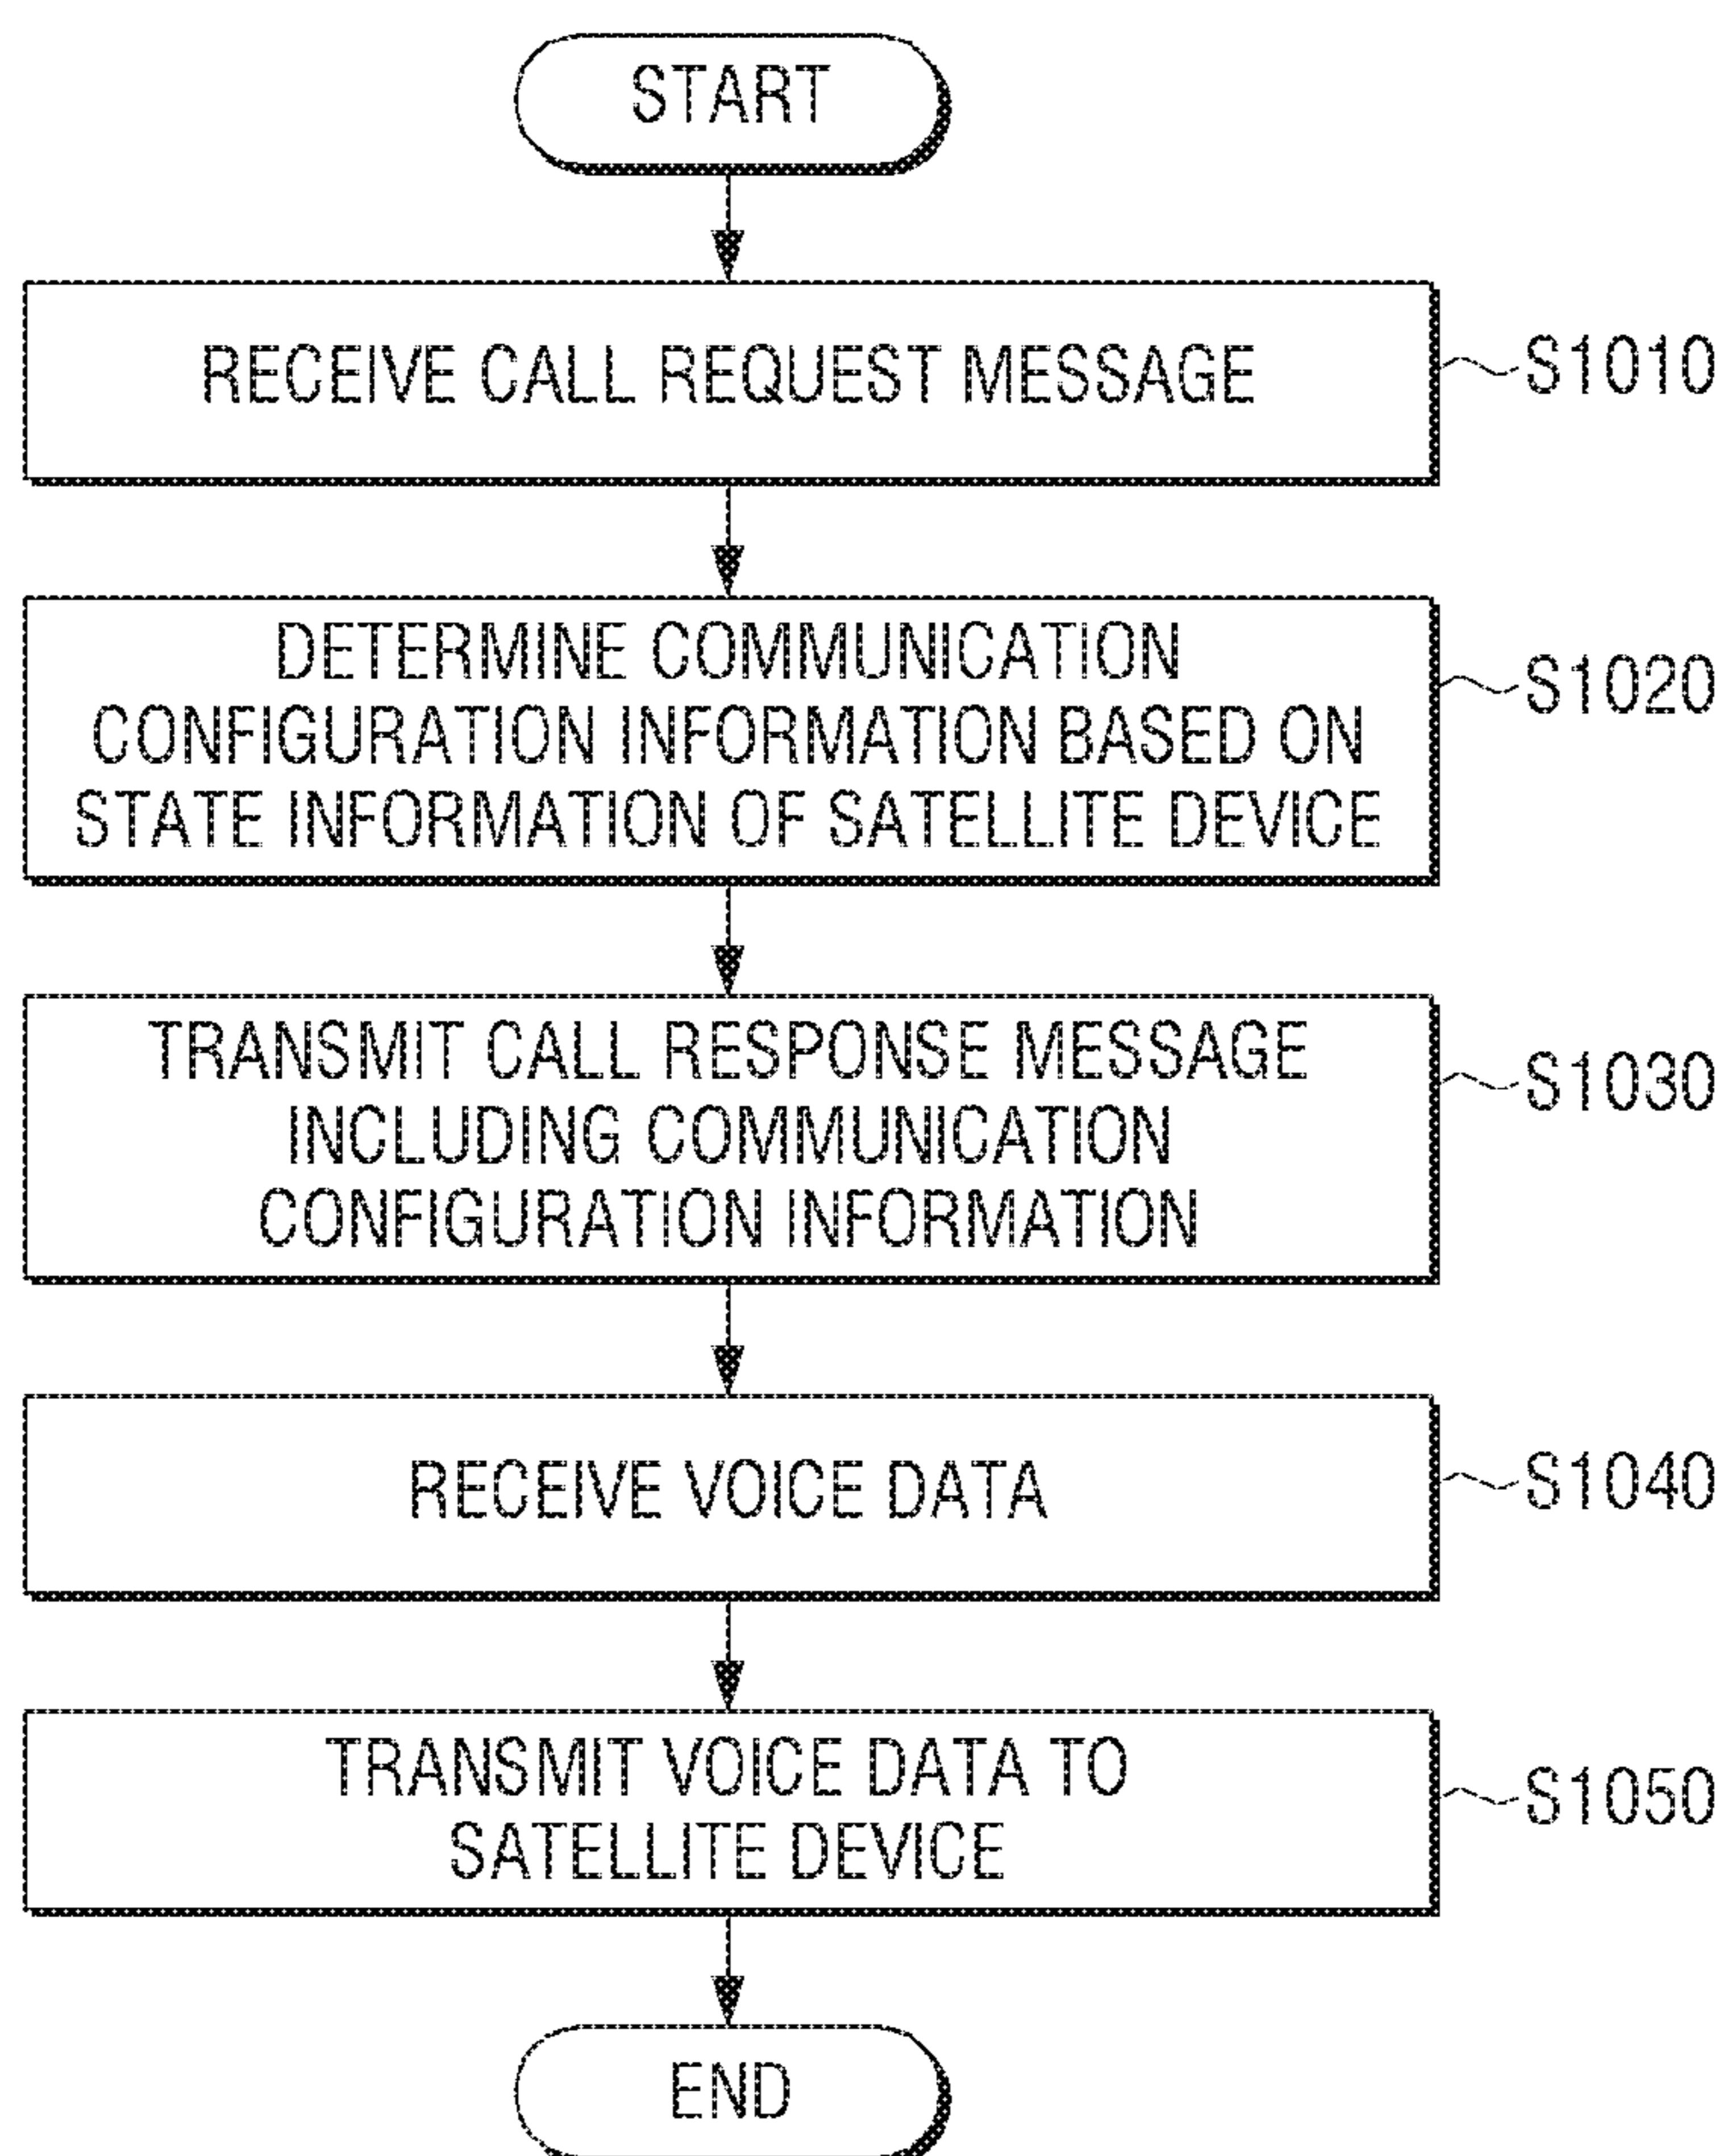 START
RECEIVE CALL REQUEST MESSAGE
S1010
DETERMINE COMMUNICATION
CONFIGURATION INFORMATION BASED ON
STATE INFORMATION OF SATELLITE DEVICE
S1020
TRANSMIT CALL RESPONSE MESSAGE
INCLUDING COMMUNICATION
CONFIGURATION INFORMATION
S1030
RECEIVE VOICE DATA
S1040
TRANSMIT VOICE DATA TO
SATELLITE DEVICE
S1050
END